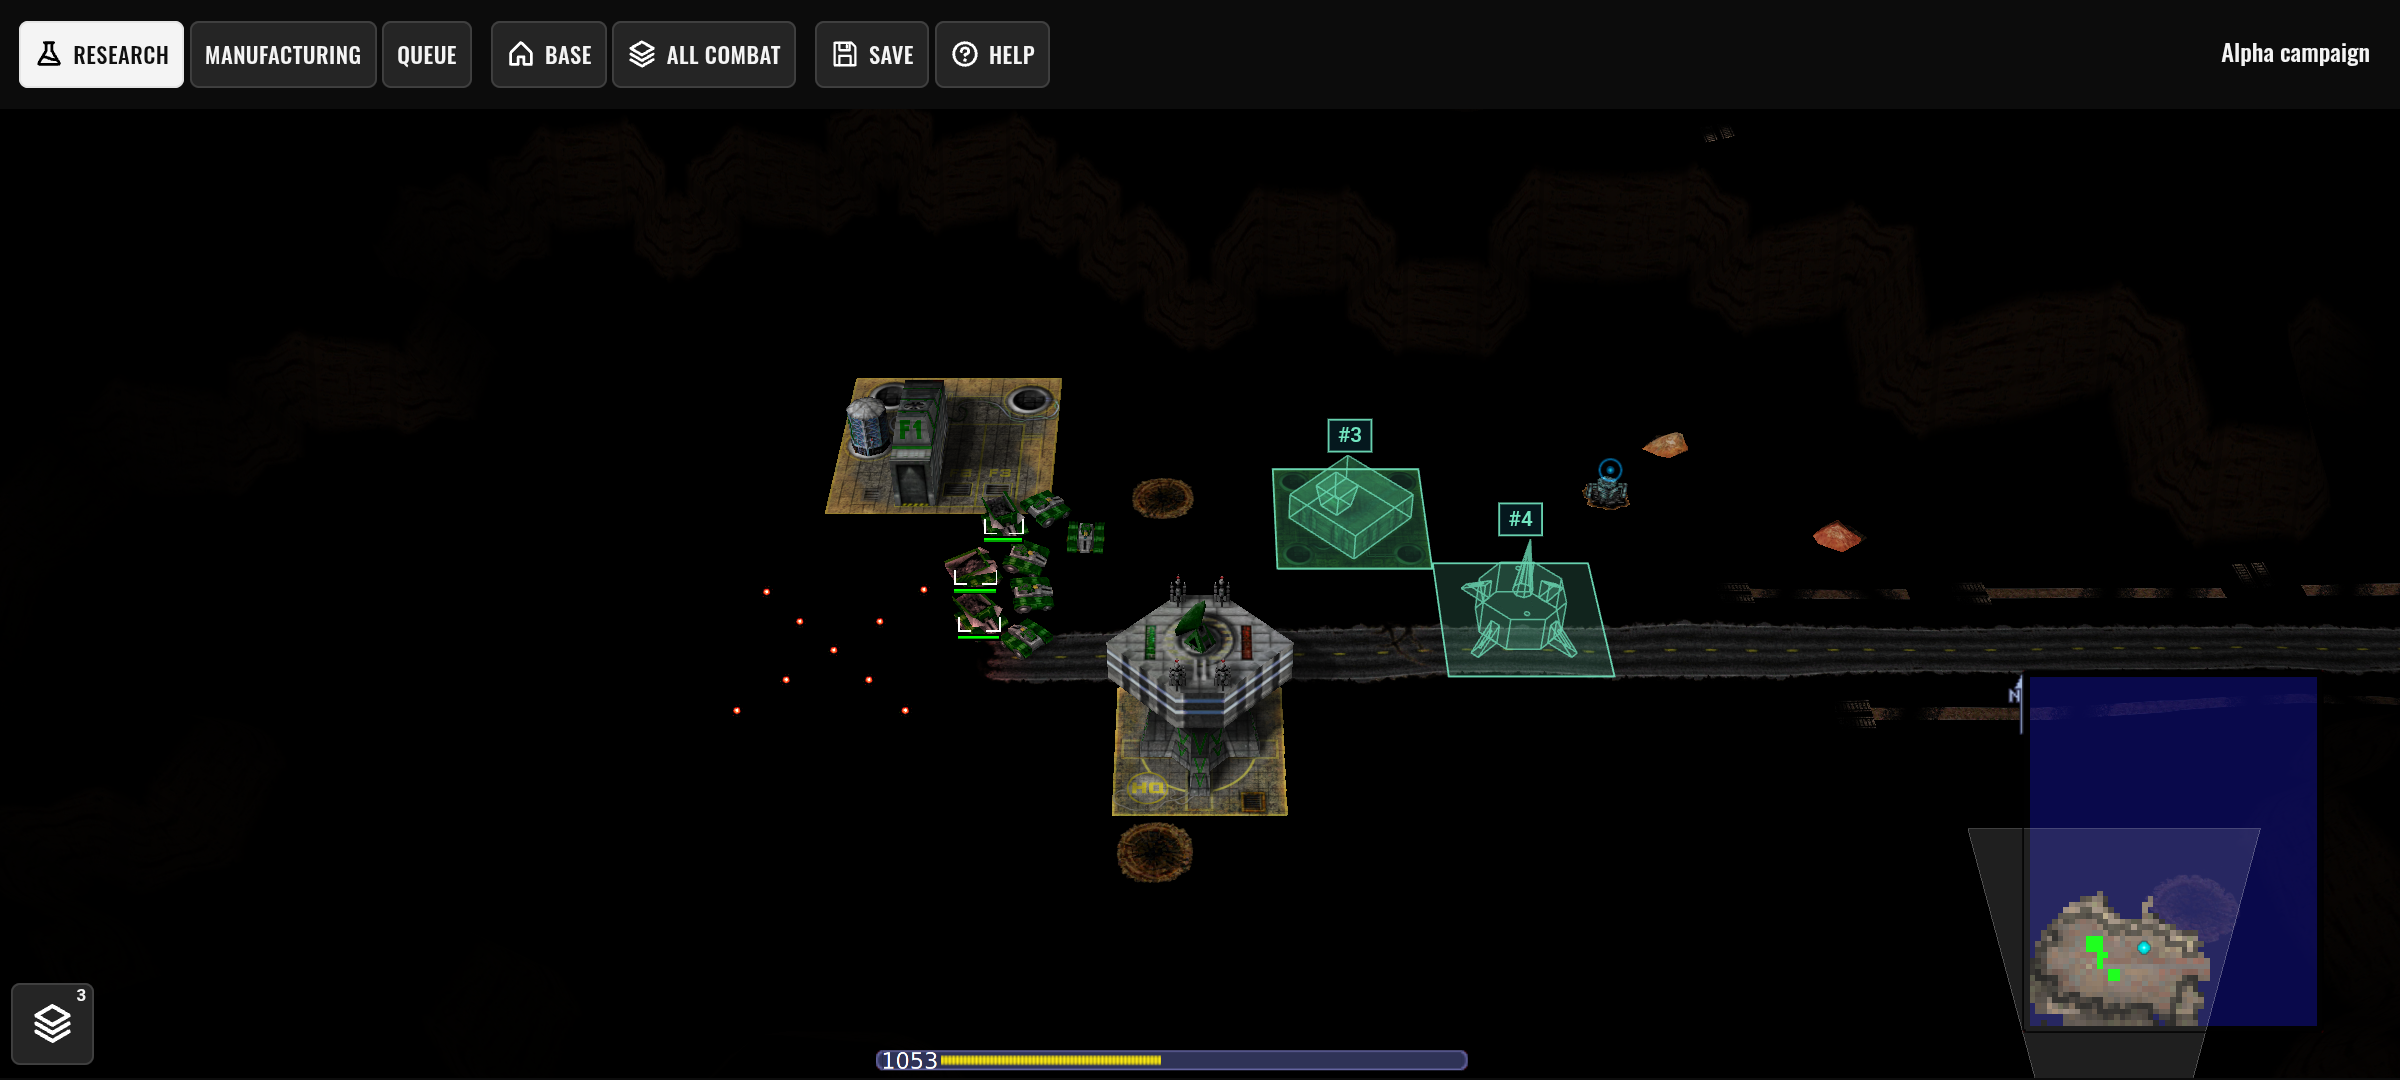 RESEARCH
MANUFACTURING
QUEUE
BASE
ALL COMBAT
SAVE
HELP
Alpha campaign
F1
#3
#4
N
HQ
3
1053